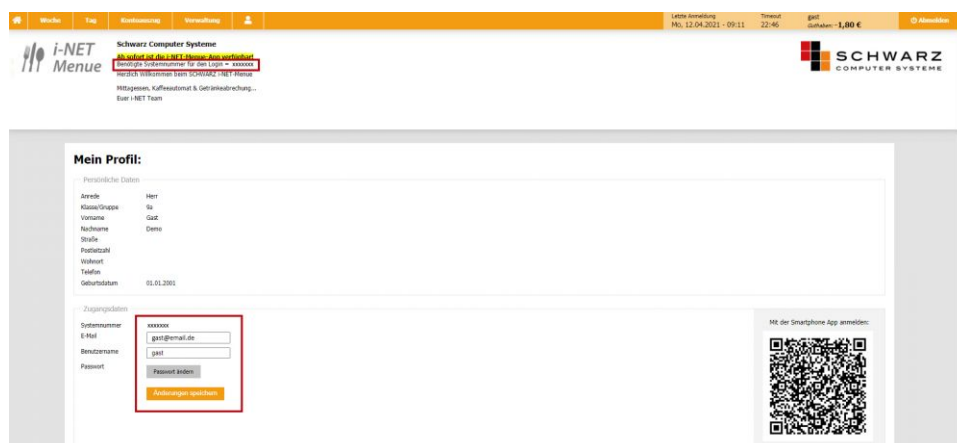 Woche Tag Kontoauszug Verwaltung
Letzte Anmeldung
Mo, 12.04.2021 - 09:11
Timeout
22:46
gast
Guthaben: -1,80 €
Abmelden
i-NET
Menue
Schwarz Computer Systeme
Ab sofort ist die i-NET-Menue-App verfügbar!
Benötigte Systemnummer für den Login = xxxxxxx
Herzlich Willkommen beim SCHWARZ i-NET-Menue
Mittagessen, Kaffeeautomat & Getränkeabrechung...
Euer i-NET Team
SCHWARZ
COMPUTER SYSTEME
Mein Profil:
Persönliche Daten
Anrede Herr
Klasse/Gruppe 9a
Vorname Gast
Nachname Demo
Straße
Postleitzahl
Wohnort
Telefon
Geburtsdatum 01.01.2001
Zugangsdaten
Systemnummer xxxxxxx
E-Mail gast@email.de
Benutzername gast
Passwort Passwort ändern
Änderungen speichern
Mit der Smartphone App anmelden: